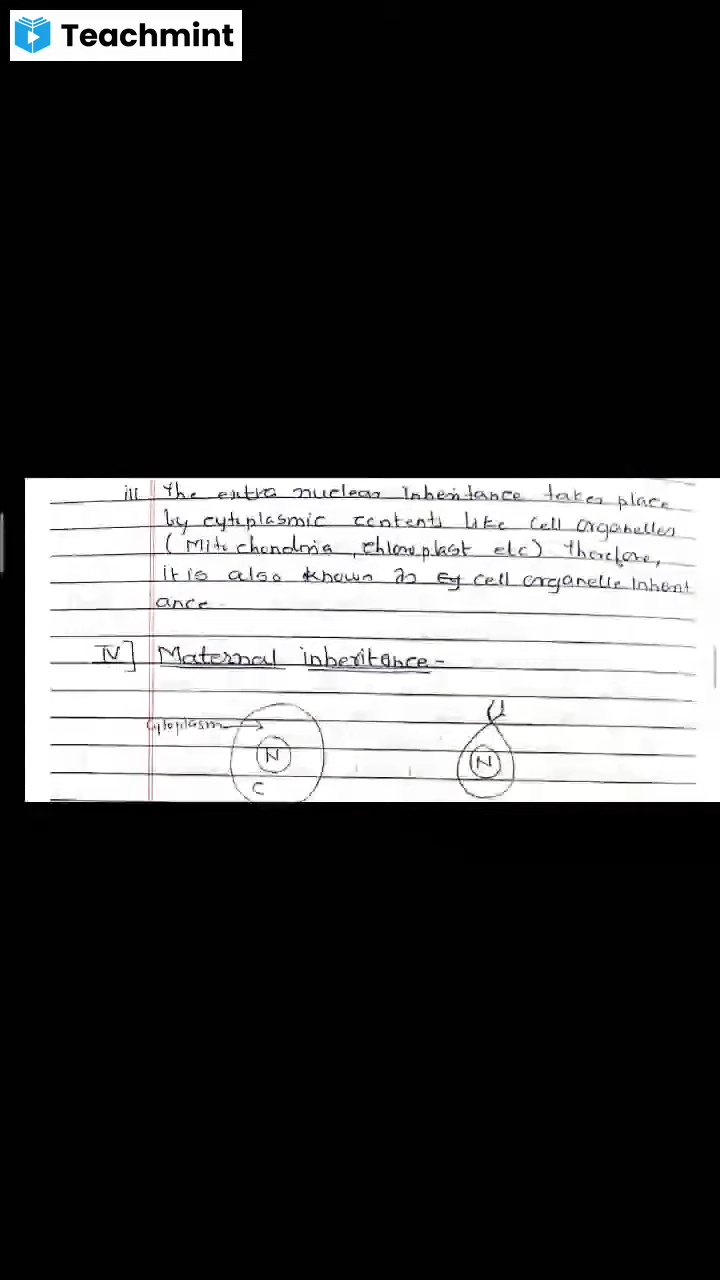 Teachmint
iii The extra nuclear Inheritance takes place
by cytoplasmic contents like cell organelles
(Mitochondria, chloroplast etc) therefore,
it is also known as cell organelle Inherit
ance.
IV] Maternal inheritance-
Cytoplasm
N
C
N